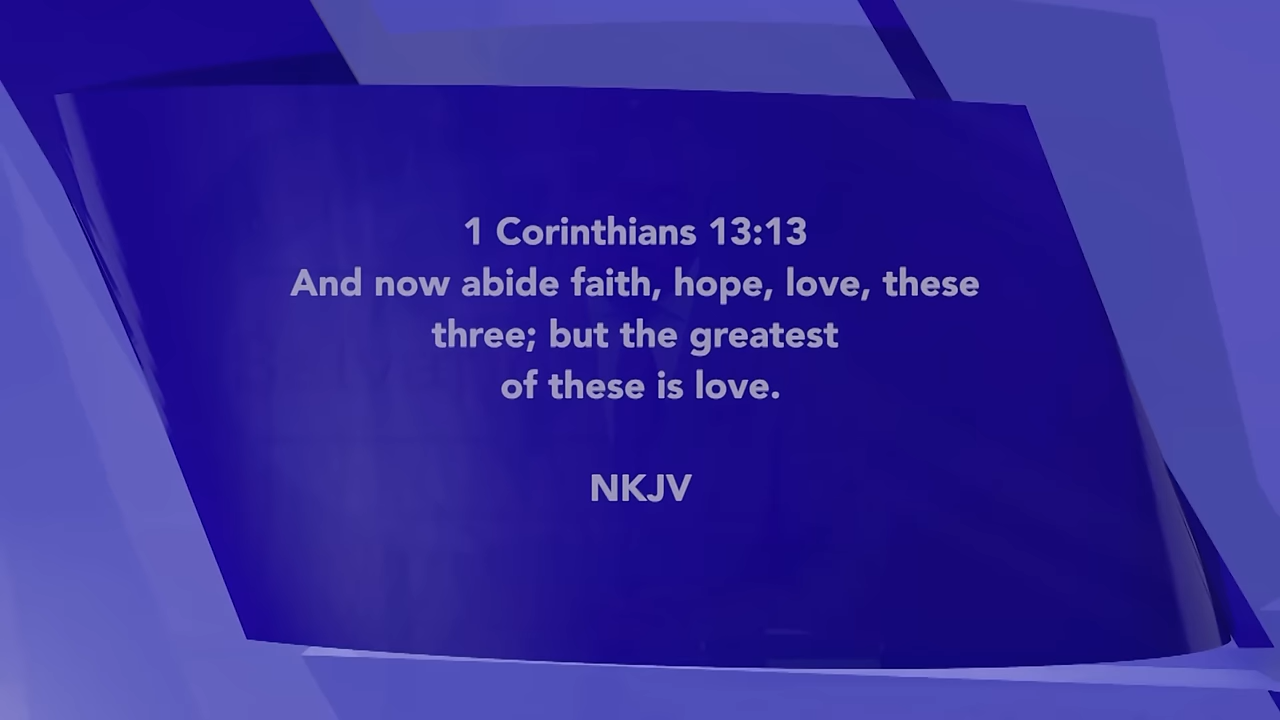 1 Corinthians 13:13
And now abide faith, hope, love, these
three; but the greatest
of these is love.
NKJV